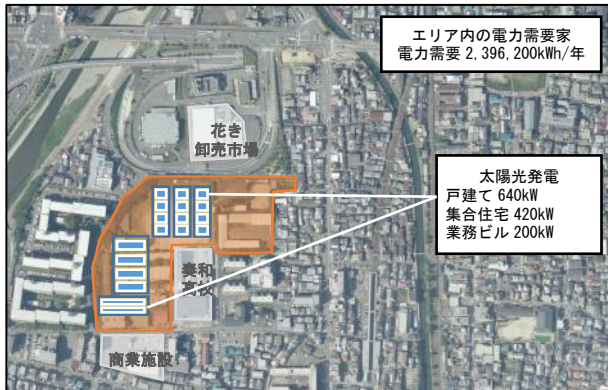 エリア内の電力需要家
電力需要 2,396,200kWh/年
花き
卸売市場
太陽光発電
戸建て 640kW
集合住宅 420kW
業務ビル 200kW
奏和
高校
商業施設